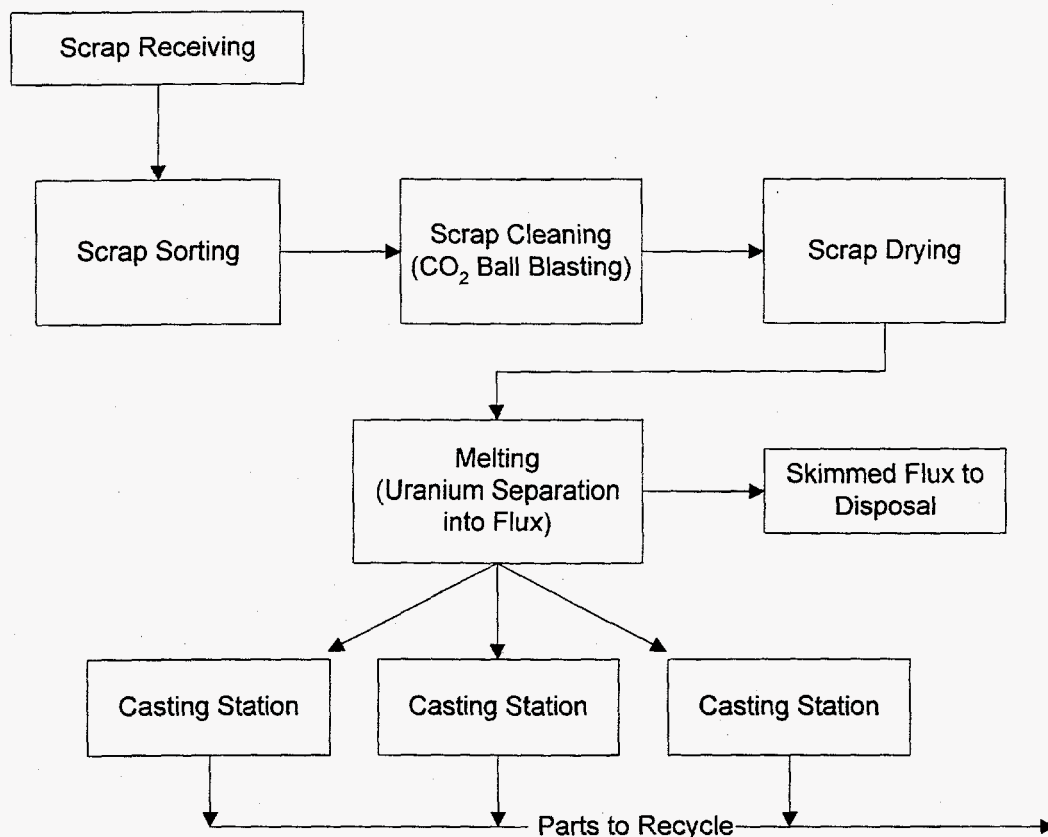 Scrap Receiving
Scrap Sorting
Scrap Cleaning
(CO₂ Ball Blasting)
Scrap Drying
Melting
(Uranium Separation
into Flux)
Skimmed Flux to
Disposal
Casting Station
Casting Station
Casting Station
Parts to Recycle